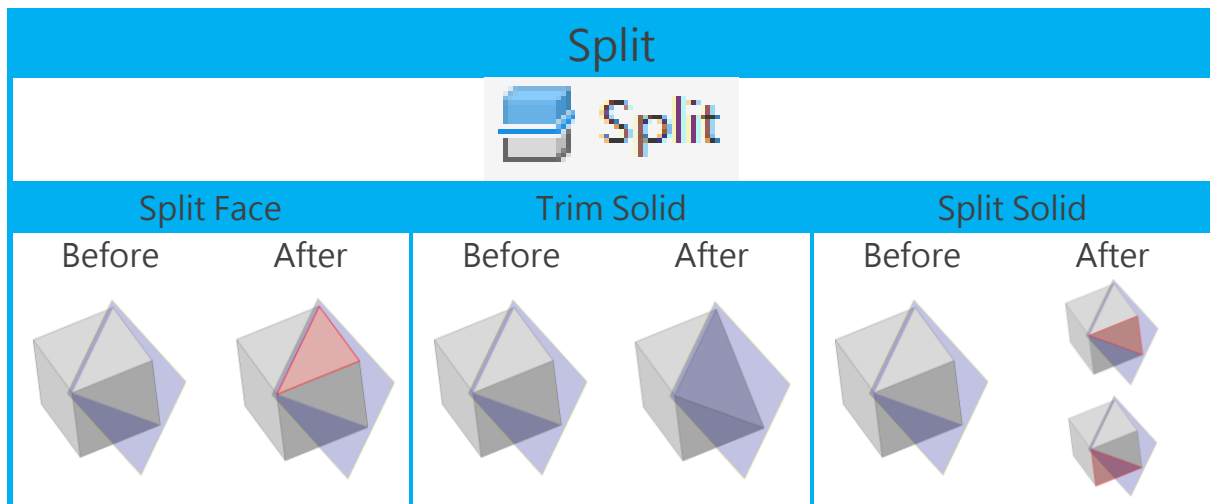 Split
Split
Split Face
Trim Solid
Split Solid
Before After
Before After
Before After